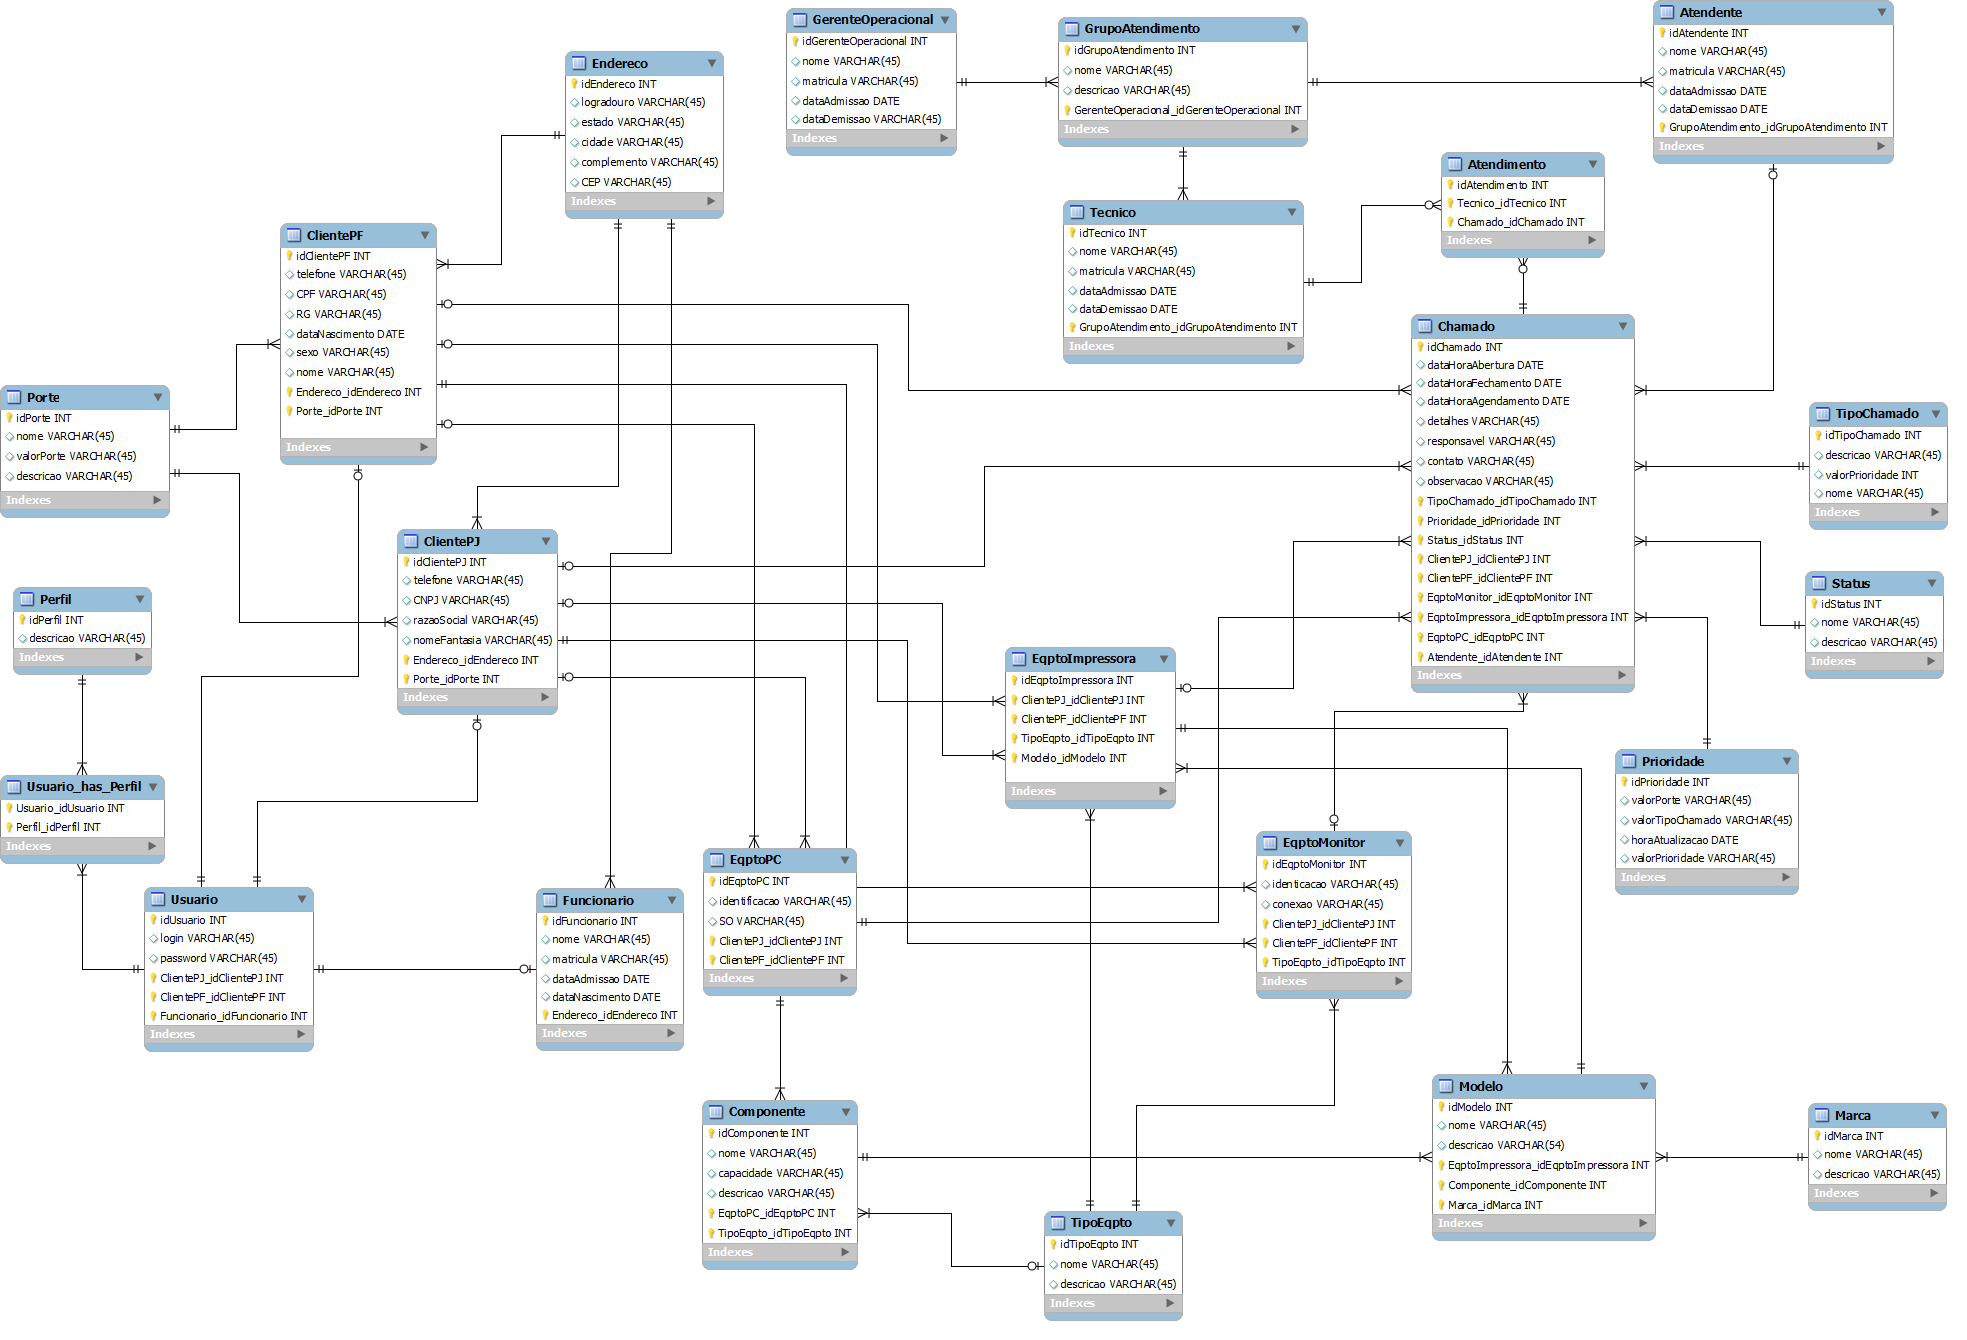 GerenteOperacional
idGerenteOperacional INT
nome VARCHAR(45)
matricula VARCHAR(45)
dataAdmissao DATE
dataDemissao VARCHAR(45)
Indexes
GrupoAtendimento
idGrupoAtendimento INT
nome VARCHAR(45)
descricao VARCHAR(45)
GerenteOperacional_idGerenteOperacional INT
Indexes
Atendente
idAtendente INT
nome VARCHAR(45)
matricula VARCHAR(45)
dataAdmissao DATE
dataDemissao DATE
GrupoAtendimento_idGrupoAtendimento INT
Indexes
Endereco
idEndereco INT
logradouro VARCHAR(45)
estado VARCHAR(45)
cidade VARCHAR(45)
complemento VARCHAR(45)
CEP VARCHAR(45)
Indexes
Atendimento
idAtendimento INT
Tecnico_idTecnico INT
Chamado_idChamado INT
Indexes
Tecnico
idTecnico INT
nome VARCHAR(45)
matricula VARCHAR(45)
dataAdmissao DATE
dataDemissao DATE
GrupoAtendimento_idGrupoAtendimento INT
Indexes
ClientePF
idClientePF INT
telefone VARCHAR(45)
CPF VARCHAR(45)
RG VARCHAR(45)
dataNascimento DATE
sexo VARCHAR(45)
nome VARCHAR(45)
Endereco_idEndereco INT
Porte_idPorte INT
Indexes
Chamado
idChamado INT
dataHoraAbertura DATE
dataHoraFechamento DATE
dataHoraAgendamento DATE
detalhes VARCHAR(45)
responsavel VARCHAR(45)
contato VARCHAR(45)
observacao VARCHAR(45)
TipoChamado_idTipoChamado INT
Prioridade_idPrioridade INT
Status_idStatus INT
ClientePJ_idClientePJ INT
ClientePF_idClientePF INT
EqptoMonitor_idEqptoMonitor INT
EqptoImpressora_idEqptoImpressora INT
EqptoPC_idEqptoPC INT
Atendente_idAtendente INT
Indexes
Porte
idPorte INT
nome VARCHAR(45)
valorPorte VARCHAR(45)
descricao VARCHAR(45)
Indexes
TipoChamado
idTipoChamado INT
descricao VARCHAR(45)
valorPrioridade INT
nome VARCHAR(45)
Indexes
ClientePJ
idClientePJ INT
telefone VARCHAR(45)
CNPJ VARCHAR(45)
razaoSocial VARCHAR(45)
nomeFantasia VARCHAR(45)
Endereco_idEndereco INT
Porte_idPorte INT
Indexes
Status
idStatus INT
nome VARCHAR(45)
descricao VARCHAR(45)
Indexes
Perfil
idPerfil INT
descricao VARCHAR(45)
Indexes
EqptoImpressora
idEqptoImpressora INT
ClientePJ_idClientePJ INT
ClientePF_idClientePF INT
TipoEqpto_idTipoEqpto INT
Modelo_idModelo INT
Indexes
Prioridade
idPrioridade INT
valorPorte VARCHAR(45)
valorTipoChamado VARCHAR(45)
horaAtualizacao DATE
valorPrioridade VARCHAR(45)
Indexes
Usuario_has_Perfil
Usuario_idUsuario INT
Perfil_idPerfil INT
Indexes
EqptoMonitor
idEqptoMonitor INT
identicacao VARCHAR(45)
conexao VARCHAR(45)
ClientePJ_idClientePJ INT
ClientePF_idClientePF INT
TipoEqpto_idTipoEqpto INT
Indexes
EqptoPC
idEqptoPC INT
identificacao VARCHAR(45)
SO VARCHAR(45)
ClientePJ_idClientePJ INT
ClientePF_idClientePF INT
Indexes
Usuario
idUsuario INT
login VARCHAR(45)
password VARCHAR(45)
ClientePJ_idClientePJ INT
ClientePF_idClientePF INT
Funcionario_idFuncionario INT
Indexes
Funcionario
idFuncionario INT
nome VARCHAR(45)
matricula VARCHAR(45)
dataAdmissao DATE
dataNascimento DATE
Endereco_idEndereco INT
Indexes
Modelo
idModelo INT
nome VARCHAR(45)
descricao VARCHAR(54)
EqptoImpressora_idEqptoImpressora INT
Componente_idComponente INT
Marca_idMarca INT
Indexes
Componente
idComponente INT
nome VARCHAR(45)
capacidade VARCHAR(45)
descricao VARCHAR(45)
EqptoPC_idEqptoPC INT
TipoEqpto_idTipoEqpto INT
Indexes
Marca
idMarca INT
nome VARCHAR(45)
descricao VARCHAR(45)
Indexes
TipoEqpto
idTipoEqpto INT
nome VARCHAR(45)
descricao VARCHAR(45)
Indexes